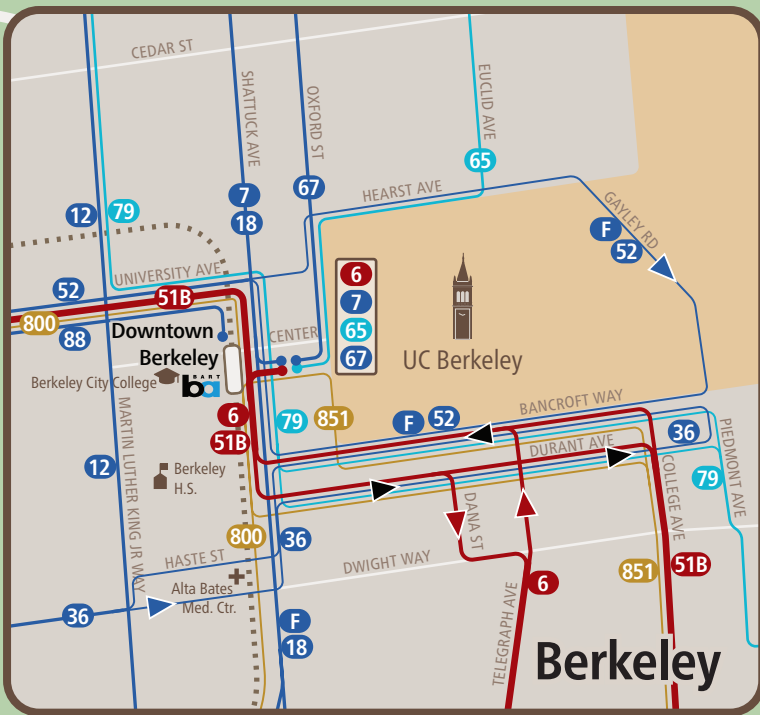 CEDAR ST
SHATTUCK AVE
OXFORD ST
EUCLID AVE
65
HEARST AVE
7
18
67
12
79
GAYLEY RD
F
52
UNIVERSITY AVE
52
51B
800
88
6
7
65
67
Downtown
Berkeley
CENTER
BART
ba
Berkeley City College
UC Berkeley
6
51B
79
851
F
52
BANCROFT WAY
DURANT AVE
36
PIEDMONT AVE
79
MARTIN LUTHER KING JR WAY
12
Berkeley
H.S.
COLLEGE AVE
DANA ST
800
36
HASTE ST
DWIGHT WAY
Alta Bates
Med. Ctr.
36
F
18
TELEGRAPH AVE
6
851
51B
Berkeley